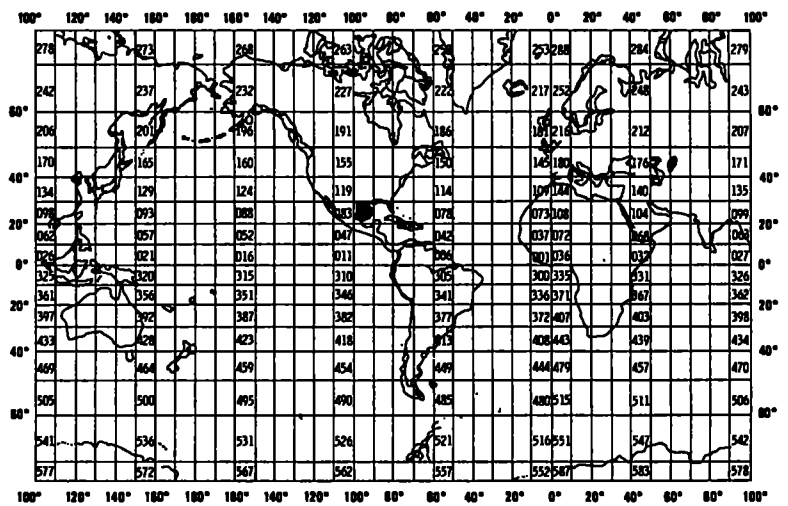 100° 120° 140° 160° 180° 160° 140° 120° 100° 80° 60° 40° 20° 0° 20° 40° 60° 80° 100°
278 273 268 263 258 253 288 284 279
242 237 232 227 222 217 252 248 243
60° 60°
206 201 196 191 186 181 216 212 207
170 165 160 155 150 145 180 176 171
40° 40°
134 129 124 119 114 109 144 140 135
098 093 088 083 078 073 108 104 099
20° 20°
062 057 052 047 042 037 072 068 063
026 021 016 011 006 001 036 032 027
0° 0°
325 320 315 310 305 300 335 331 326
20° 20°
361 356 351 346 341 336 371 367 362
397 392 387 382 377 372 407 403 398
433 428 423 418 413 408 443 439 434
40° 40°
469 464 459 454 449 444 479 457 470
505 500 495 490 485 480 515 511 506
60° 60°
541 536 531 526 521 516 551 547 542
577 572 567 562 557 552 587 583 578
100° 120° 140° 160° 180° 160° 140° 120° 100° 80° 60° 40° 20° 0° 20° 40° 60° 80° 100°